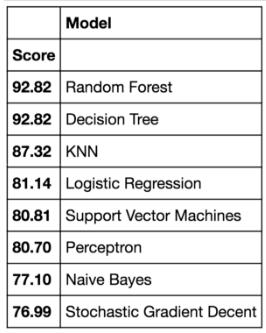 Model
Score
92.82 Random Forest
92.82 Decision Tree
87.32 KNN
81.14 Logistic Regression
80.81 Support Vector Machines
80.70 Perceptron
77.10 Naive Bayes
76.99 Stochastic Gradient Decent